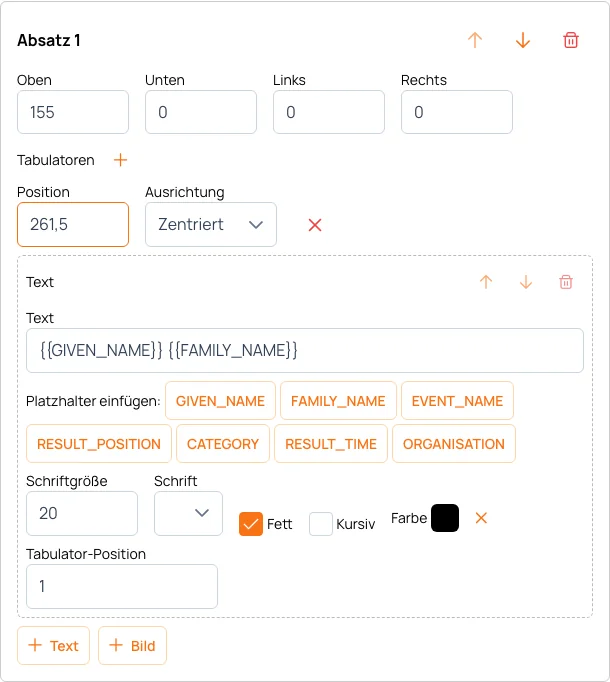 Absatz 1
Oben Unten Links Rechts
155 0 0 0
Tabulatoren
Position Ausrichtung
261,5 Zentriert
Text
Text
{{GIVEN_NAME}} {{FAMILY_NAME}}
Platzhalter einfügen: GIVEN_NAME FAMILY_NAME EVENT_NAME
RESULT_POSITION CATEGORY RESULT_TIME ORGANISATION
Schriftgröße Schrift
20 Fett Kursiv Farbe
Tabulator-Position
1
+ Text + Bild